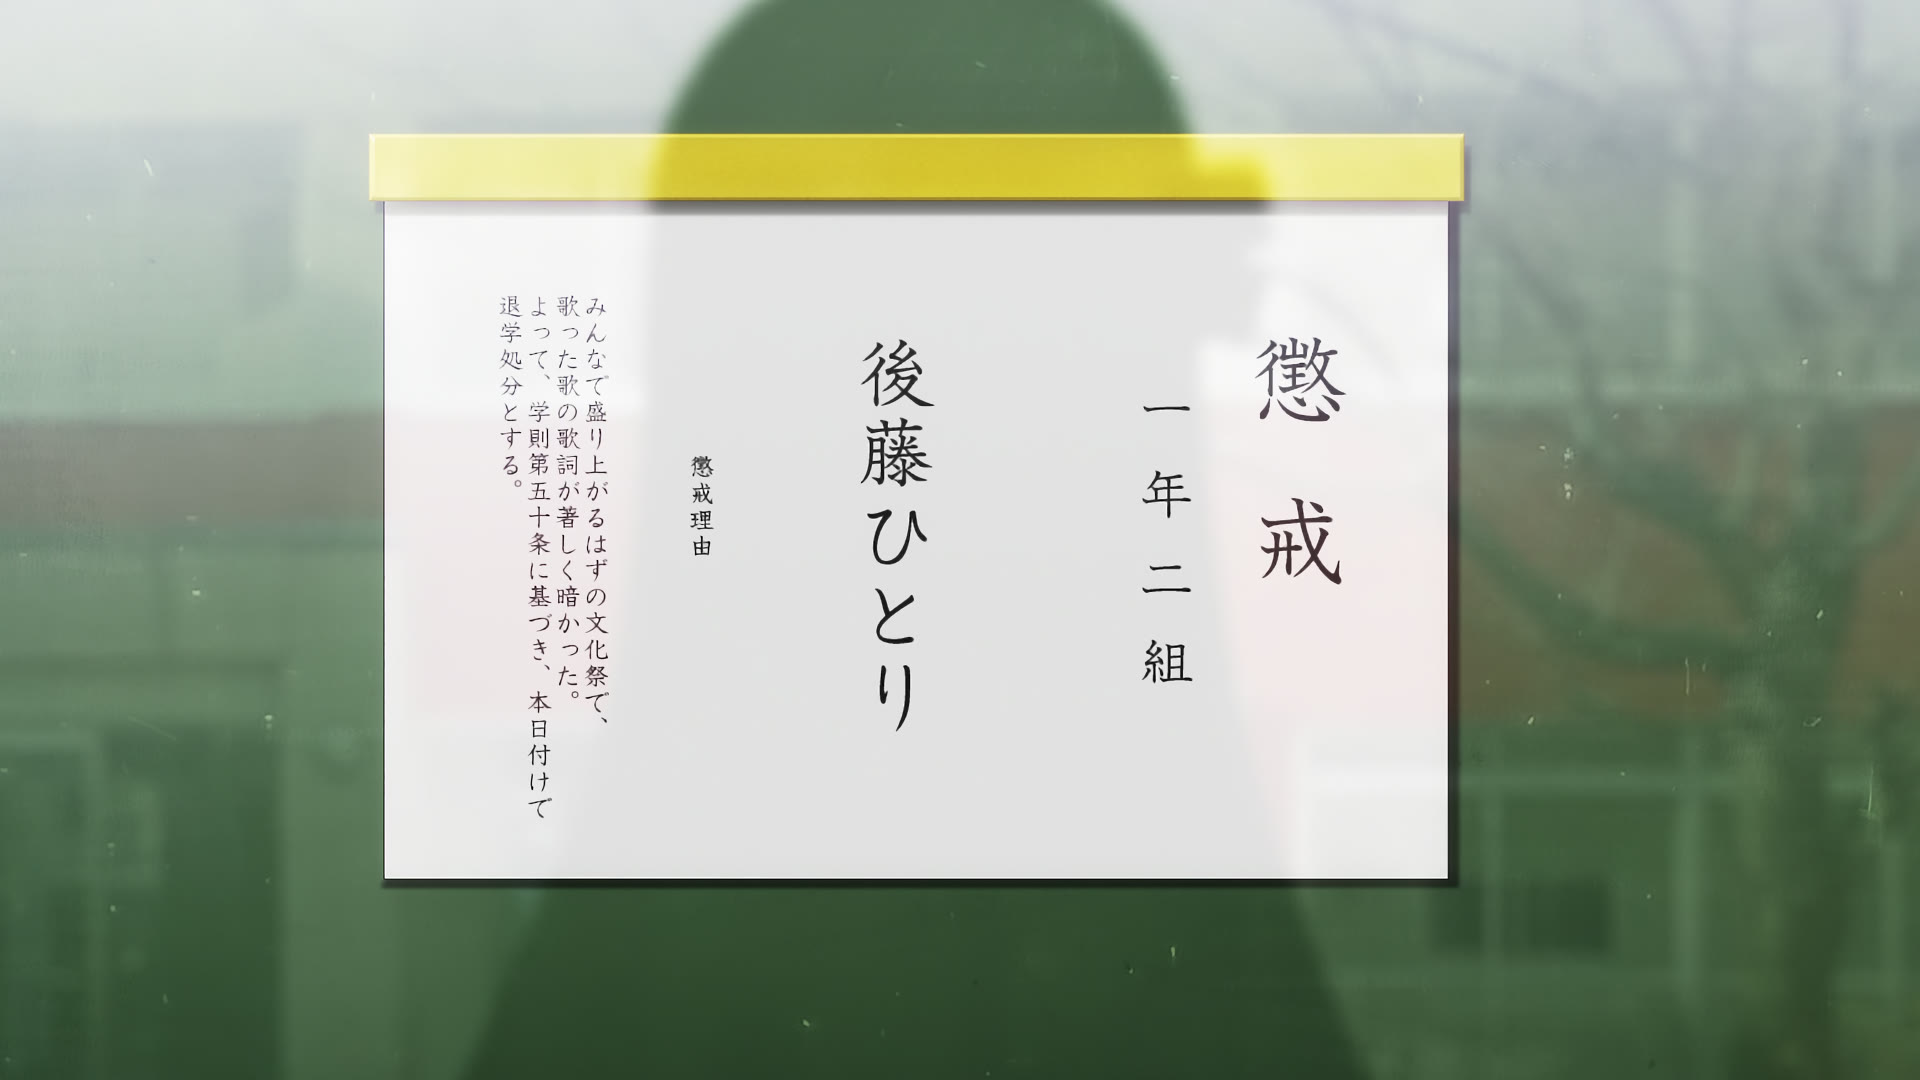 懲戒
一年二組
後藤ひとり
懲戒理由
みんなで盛り上がるはずの文化祭で、
歌った歌の歌詞が著しく暗かった。
よって、学則第五十条に基づき、本日付けで
退学処分とする。